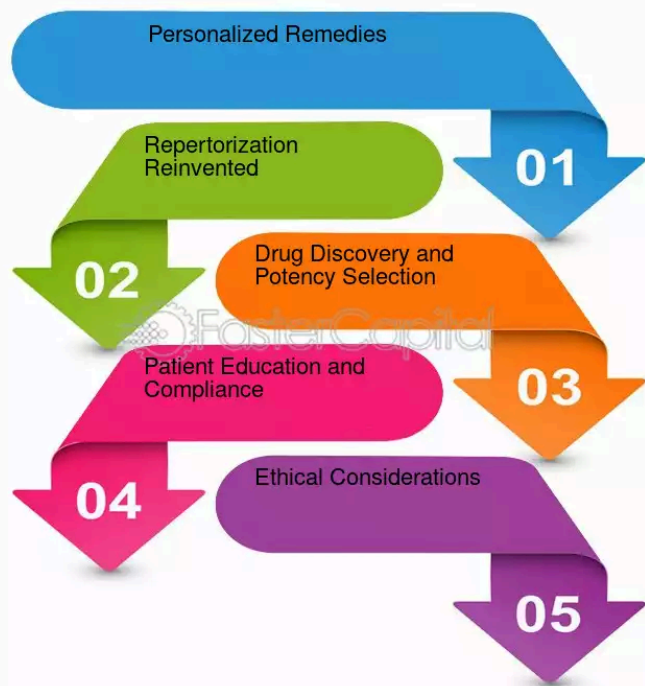 Personalized Remedies
01
Repertorization
Reinvented
02
Drug Discovery and
Potency Selection
03
FasterCapital
Patient Education and
Compliance
04
Ethical Considerations
05